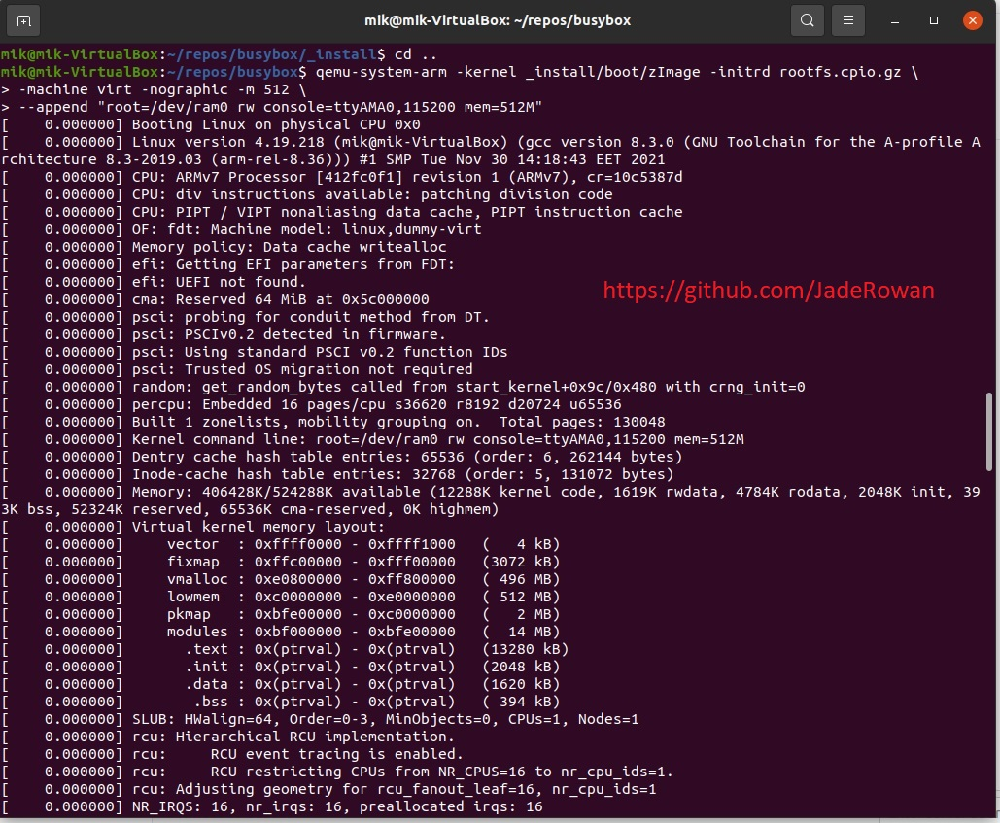 mik@mik-VirtualBox: ~/repos/busybox
mik@mik-VirtualBox:~/repos/busybox/_install$ cd ..
mik@mik-VirtualBox:~/repos/busybox$ qemu-system-arm -kernel _install/boot/zImage -initrd rootfs.cpio.gz \
> -machine virt -nographic -m 512 \
> --append "root=/dev/ram0 rw console=ttyAMA0,115200 mem=512M"
[    0.000000] Booting Linux on physical CPU 0x0
[    0.000000] Linux version 4.19.218 (mik@mik-VirtualBox) (gcc version 8.3.0 (GNU Toolchain for the A-profile A
rchitecture 8.3-2019.03 (arm-rel-8.36))) #1 SMP Tue Nov 30 14:18:43 EET 2021
[    0.000000] CPU: ARMv7 Processor [412fc0f1] revision 1 (ARMv7), cr=10c5387d
[    0.000000] CPU: div instructions available: patching division code
[    0.000000] CPU: PIPT / VIPT nonaliasing data cache, PIPT instruction cache
[    0.000000] OF: fdt: Machine model: linux,dummy-virt
[    0.000000] Memory policy: Data cache writealloc
[    0.000000] efi: Getting EFI parameters from FDT:
[    0.000000] efi: UEFI not found.
https://github.com/JadeRowan
[    0.000000] cma: Reserved 64 MiB at 0x5c000000
[    0.000000] psci: probing for conduit method from DT.
[    0.000000] psci: PSCIv0.2 detected in firmware.
[    0.000000] psci: Using standard PSCI v0.2 function IDs
[    0.000000] psci: Trusted OS migration not required
[    0.000000] random: get_random_bytes called from start_kernel+0x9c/0x480 with crng_init=0
[    0.000000] percpu: Embedded 16 pages/cpu s36620 r8192 d20724 u65536
[    0.000000] Built 1 zonelists, mobility grouping on.  Total pages: 130048
[    0.000000] Kernel command line: root=/dev/ram0 rw console=ttyAMA0,115200 mem=512M
[    0.000000] Dentry cache hash table entries: 65536 (order: 6, 262144 bytes)
[    0.000000] Inode-cache hash table entries: 32768 (order: 5, 131072 bytes)
[    0.000000] Memory: 406428K/524288K available (12288K kernel code, 1619K rwdata, 4784K rodata, 2048K init, 39
3K bss, 52324K reserved, 65536K cma-reserved, 0K highmem)
[    0.000000] Virtual kernel memory layout:
[    0.000000]     vector  : 0xffff0000 - 0xffff1000   (   4 kB)
[    0.000000]     fixmap  : 0xffc00000 - 0xfff00000   (3072 kB)
[    0.000000]     vmalloc : 0xe0800000 - 0xff800000   ( 496 MB)
[    0.000000]     lowmem  : 0xc0000000 - 0xe0000000   ( 512 MB)
[    0.000000]     pkmap   : 0xbfe00000 - 0xc0000000   (   2 MB)
[    0.000000]     modules : 0xbf000000 - 0xbfe00000   (  14 MB)
[    0.000000]       .text : 0x(ptrval) - 0x(ptrval)   (13280 kB)
[    0.000000]       .init : 0x(ptrval) - 0x(ptrval)   (2048 kB)
[    0.000000]       .data : 0x(ptrval) - 0x(ptrval)   (1620 kB)
[    0.000000]        .bss : 0x(ptrval) - 0x(ptrval)   ( 394 kB)
[    0.000000] SLUB: HWalign=64, Order=0-3, MinObjects=0, CPUs=1, Nodes=1
[    0.000000] rcu: Hierarchical RCU implementation.
[    0.000000] rcu:     RCU event tracing is enabled.
[    0.000000] rcu:     RCU restricting CPUs from NR_CPUS=16 to nr_cpu_ids=1.
[    0.000000] rcu: Adjusting geometry for rcu_fanout_leaf=16, nr_cpu_ids=1
[    0.000000] NR_IRQS: 16, nr_irqs: 16, preallocated irqs: 16